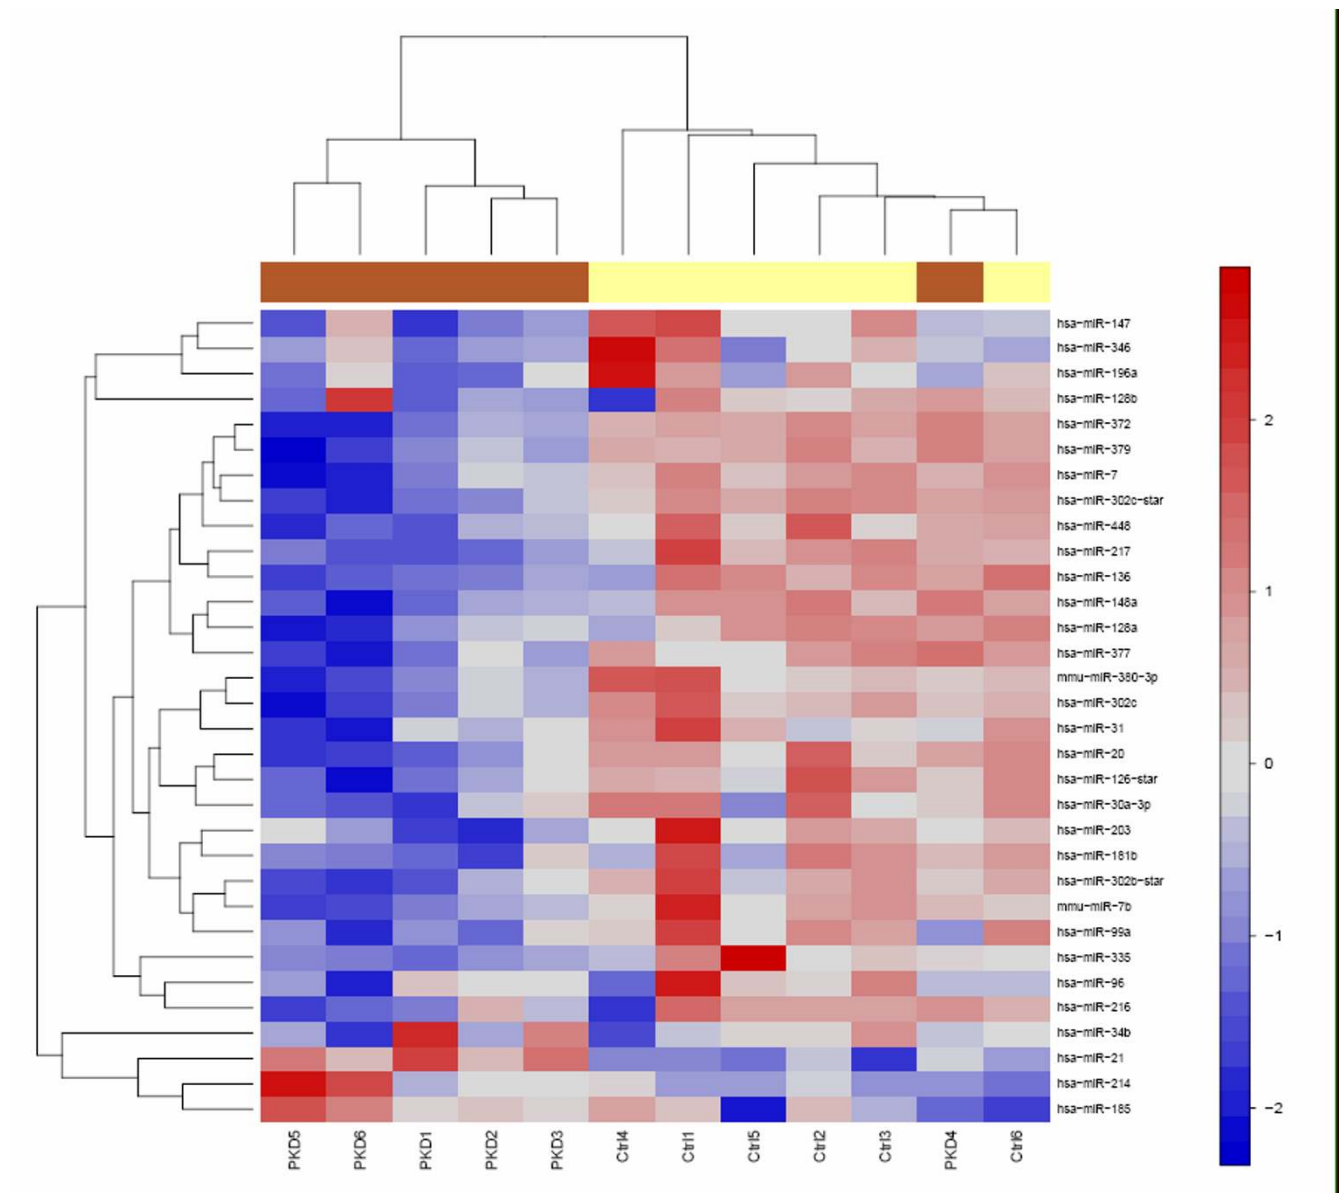 hsa-miR-147
hsa-miR-346
hsa-miR-196a
hsa-miR-128b
hsa-miR-372
hsa-miR-379
hsa-miR-7
hsa-miR-302c-star
hsa-miR-448
hsa-miR-217
hsa-miR-136
hsa-miR-148a
hsa-miR-128a
hsa-miR-377
mmu-miR-380-3p
hsa-miR-302c
hsa-miR-31
hsa-miR-20
hsa-miR-126-star
hsa-miR-30a-3p
hsa-miR-203
hsa-miR-181b
hsa-miR-302b-star
mmu-miR-7b
hsa-miR-99a
hsa-miR-335
hsa-miR-96
hsa-miR-216
hsa-miR-34b
hsa-miR-21
hsa-miR-214
hsa-miR-185
2
1
0
-1
-2
PKD5
PKD6
PKD1
PKD2
PKD3
Ctrl4
Ctrl1
Ctrl5
Ctrl2
Ctrl3
PKD4
Ctrl6